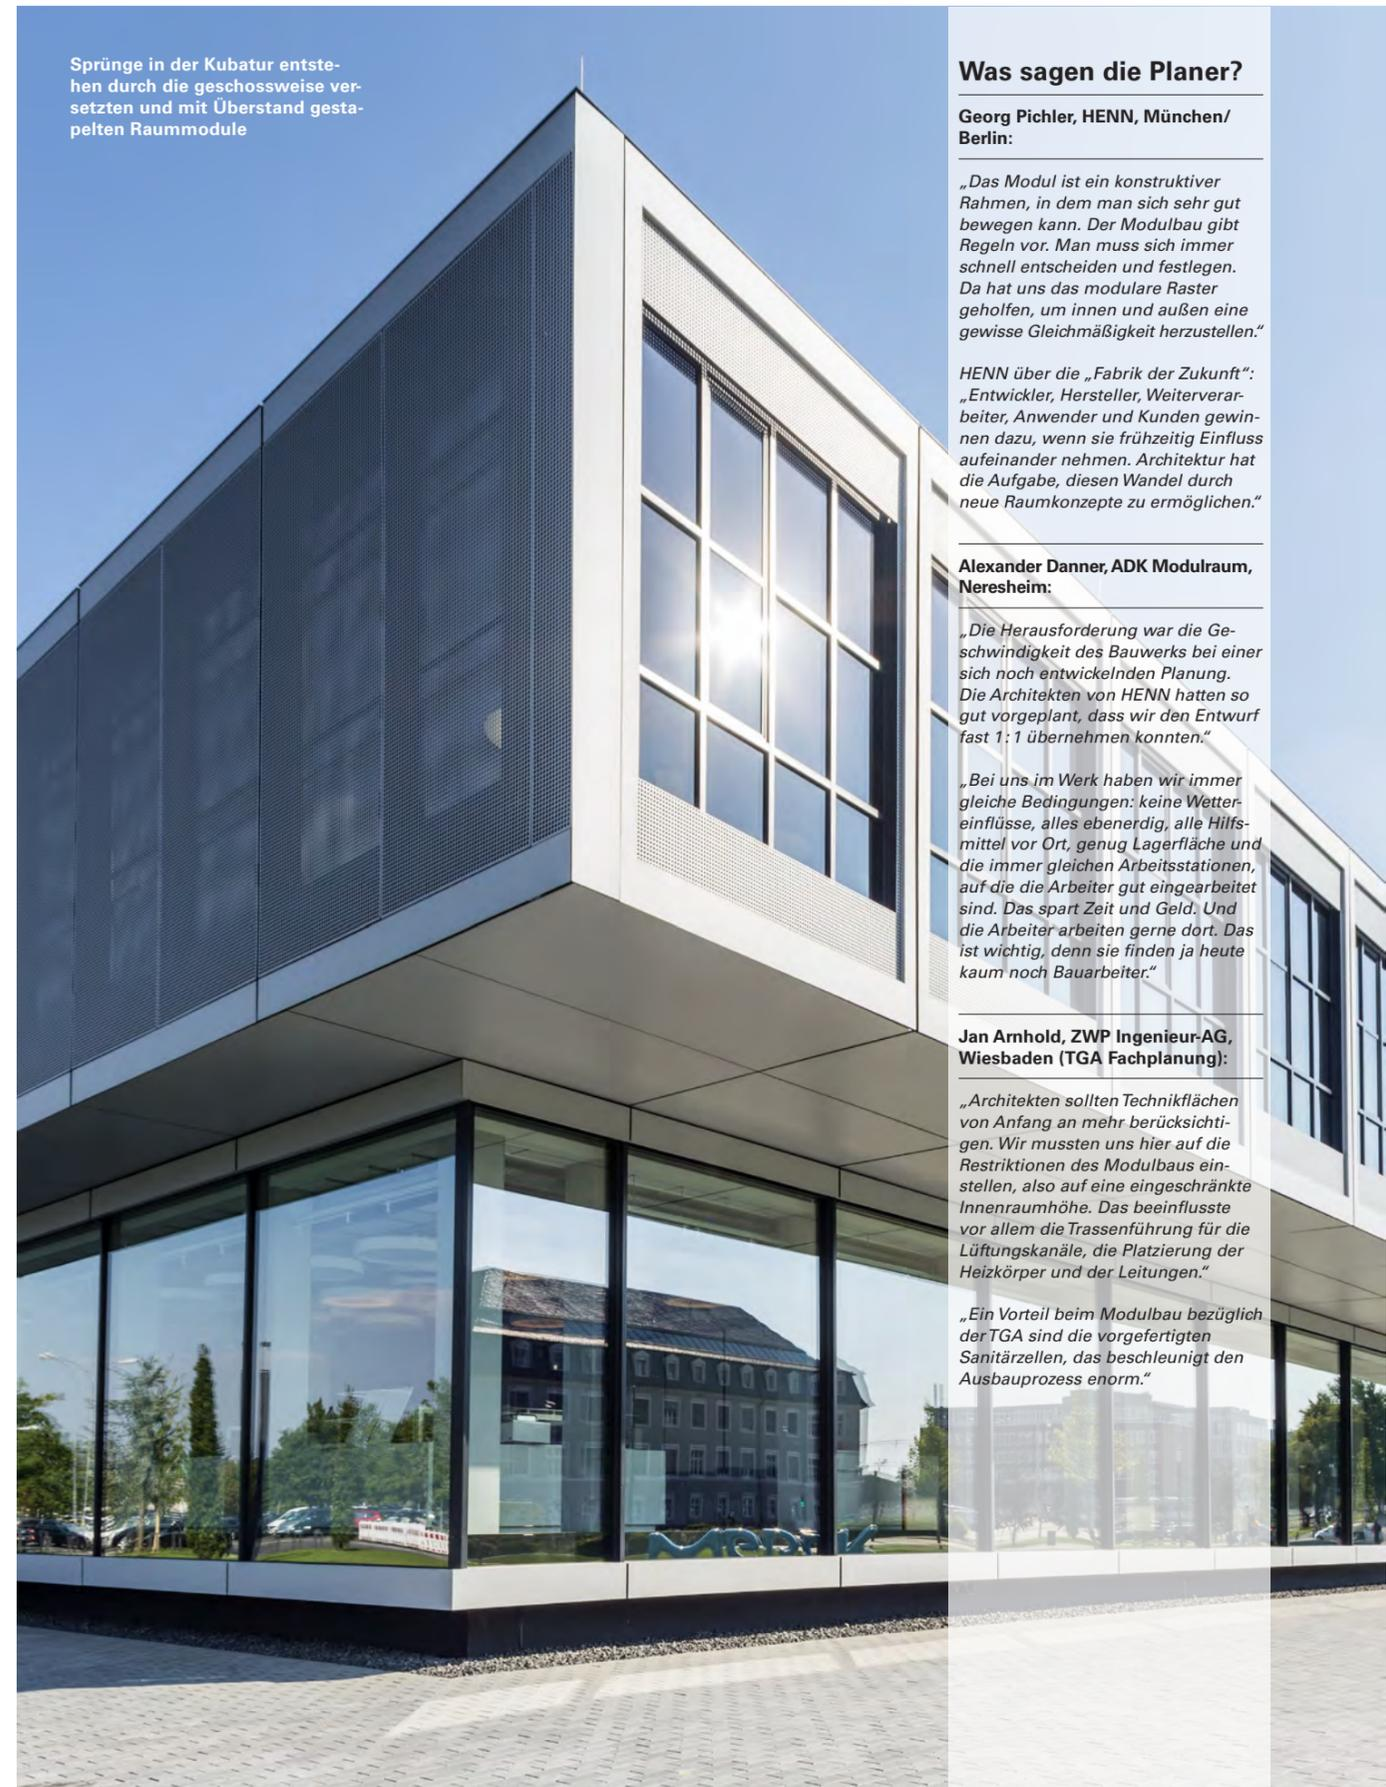 Sprünge in der Kubatur entste-
hen durch die geschossweise ver-
setzten und mit Überstand gesta-
pelten Raummodule
Was sagen die Planer?
Georg Pichler, HENN, München/
Berlin:
„Das Modul ist ein konstruktiver
Rahmen, in dem man sich sehr gut
bewegen kann. Der Modulbau gibt
Regeln vor. Man muss sich immer
schnell entscheiden und festlegen.
Da hat uns das modulare Raster
geholfen, um innen und außen eine
gewisse Gleichmäßigkeit herzustellen.“
HENN über die „Fabrik der Zukunft“:
„Entwickler, Hersteller, Weiterverar-
beiter, Anwender und Kunden gewin-
nen dazu, wenn sie frühzeitig Einfluss
aufeinander nehmen. Architektur hat
die Aufgabe, diesen Wandel durch
neue Raumkonzepte zu ermöglichen.“
Alexander Danner, ADK Modulraum,
Neresheim:
„Die Herausforderung war die Ge-
schwindigkeit des Bauwerks bei einer
sich noch entwickelnden Planung.
Die Architekten von HENN hatten so
gut vorgeplant, dass wir den Entwurf
fast 1:1 übernehmen konnten.“
„Bei uns im Werk haben wir immer
gleiche Bedingungen: keine Wetter-
einflüsse, alles ebenerdig, alle Hilfs-
mittel vor Ort, genug Lagerfläche und
die immer gleichen Arbeitsstationen,
auf die die Arbeiter gut eingearbeitet
sind. Das spart Zeit und Geld. Und
die Arbeiter arbeiten gerne dort. Das
ist wichtig, denn sie finden ja heute
kaum noch Bauarbeiter.“
Jan Arnhold, ZWP Ingenieur-AG,
Wiesbaden (TGA Fachplanung):
„Architekten sollten Technikflächen
von Anfang an mehr berücksichti-
gen. Wir mussten uns hier auf die
Restriktionen des Modulbaus ein-
stellen, also auf eine eingeschränkte
Innenraumhöhe. Das beeinflusste
vor allem die Trassenführung für die
Lüftungskanäle, die Platzierung der
Heizkörper und der Leitungen.“
„Ein Vorteil beim Modulbau bezüglich
der TGA sind die vorgefertigten
Sanitärzellen, das beschleunigt den
Ausbauprozess enorm.“